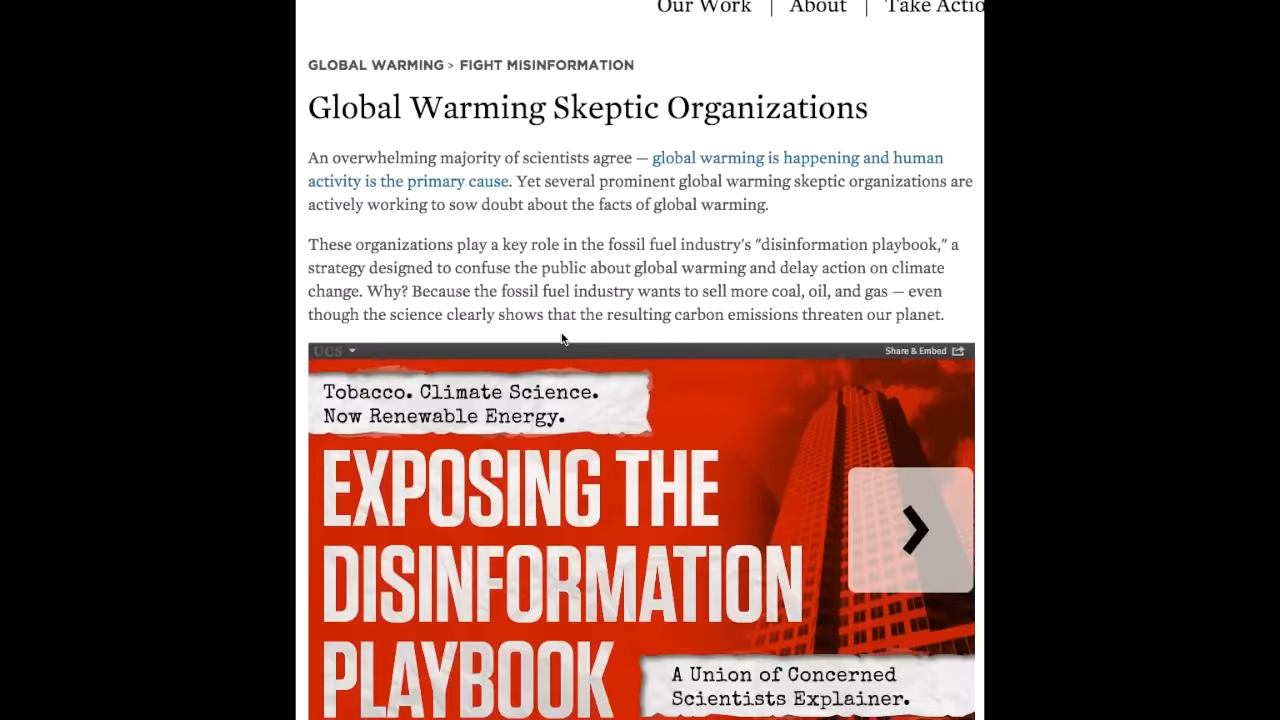 Our Work | About | Take Actio
GLOBAL WARMING > FIGHT MISINFORMATION
Global Warming Skeptic Organizations
An overwhelming majority of scientists agree — global warming is happening and human
activity is the primary cause. Yet several prominent global warming skeptic organizations are
actively working to sow doubt about the facts of global warming.
These organizations play a key role in the fossil fuel industry's "disinformation playbook," a
strategy designed to confuse the public about global warming and delay action on climate
change. Why? Because the fossil fuel industry wants to sell more coal, oil, and gas — even
though the science clearly shows that the resulting carbon emissions threaten our planet.
UCS
Share & Embed
Tobacco. Climate Science.
Now Renewable Energy.
EXPOSING THE
DISINFORMATION
PLAYBOOK
A Union of Concerned
Scientists Explainer.